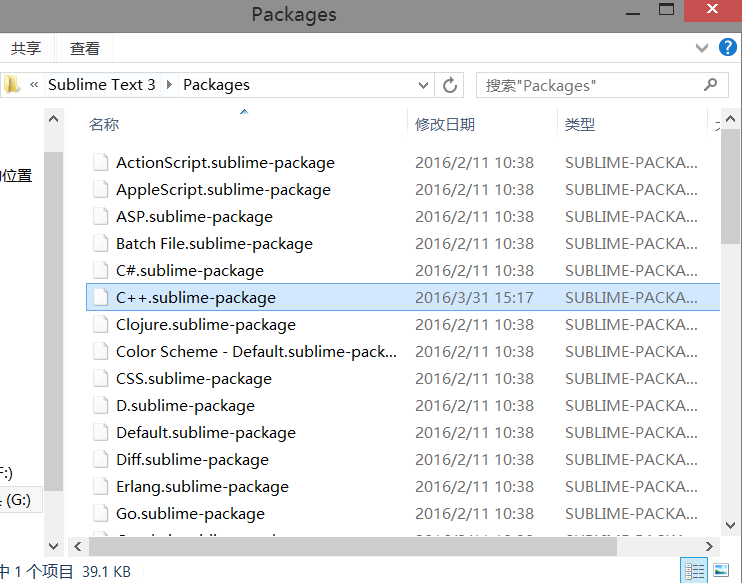 Packages
共享 查看
« Sublime Text 3 Packages 搜索"Packages"
名称 修改日期 类型
ActionScript.sublime-package 2016/2/11 10:38 SUBLIME-PACKA...
AppleScript.sublime-package 2016/2/11 10:38 SUBLIME-PACKA...
的位置
ASP.sublime-package 2016/2/11 10:38 SUBLIME-PACKA...
Batch File.sublime-package 2016/2/11 10:38 SUBLIME-PACKA...
C#.sublime-package 2016/2/11 10:38 SUBLIME-PACKA...
C++.sublime-package 2016/3/31 15:17 SUBLIME-PACKA...
Clojure.sublime-package 2016/2/11 10:38 SUBLIME-PACKA...
Color Scheme - Default.sublime-pack... 2016/2/11 10:38 SUBLIME-PACKA...
CSS.sublime-package 2016/2/11 10:38 SUBLIME-PACKA...
D.sublime-package 2016/2/11 10:38 SUBLIME-PACKA...
Default.sublime-package 2016/2/11 10:38 SUBLIME-PACKA...
Diff.sublime-package 2016/2/11 10:38 SUBLIME-PACKA...
F:)
Erlang.sublime-package 2016/2/11 10:38 SUBLIME-PACKA...
(G:)
Go.sublime-package 2016/2/11 10:38 SUBLIME-PACKA...
中 1 个项目 39.1 KB